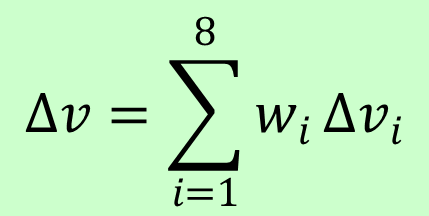 Δv = ∑_{i=1}^{8} w_i Δv_i